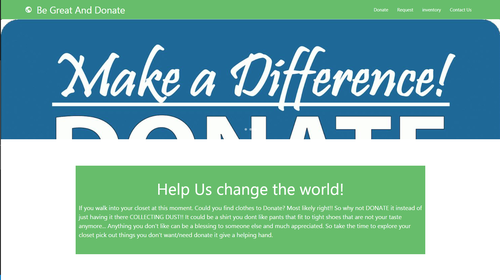 Be Great And Donate
Donate Request inventory Contact Us
Make a Difference!
DONATE
Help Us change the world!
If you walk into your closet at this moment. Could you find clothes to Donate? Most likely right!! So why not DONATE it instead of
just having it there COLLECTING DUST!! It could be a shirt you dont like pants that fit to tight shoes that are not your taste
anymore... Anything you don't like can be a blessing to someone else and much appreciated. So take the time to explore your
closet pick out things you don't want/need donate it give a helping hand.